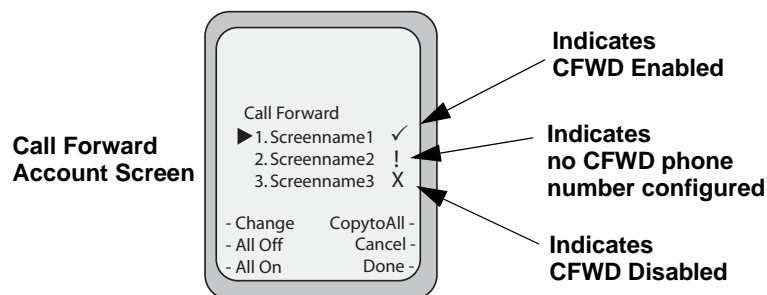 Call Forward
Account Screen
Call Forward
1.Screenname1 ✓
2.Screenname2 !
3.Screenname3 X
- Change CopytoAll -
- All Off Cancel -
- All On Done -
Indicates
CFWD Enabled
Indicates
no CFWD phone
number configured
Indicates
CFWD Disabled